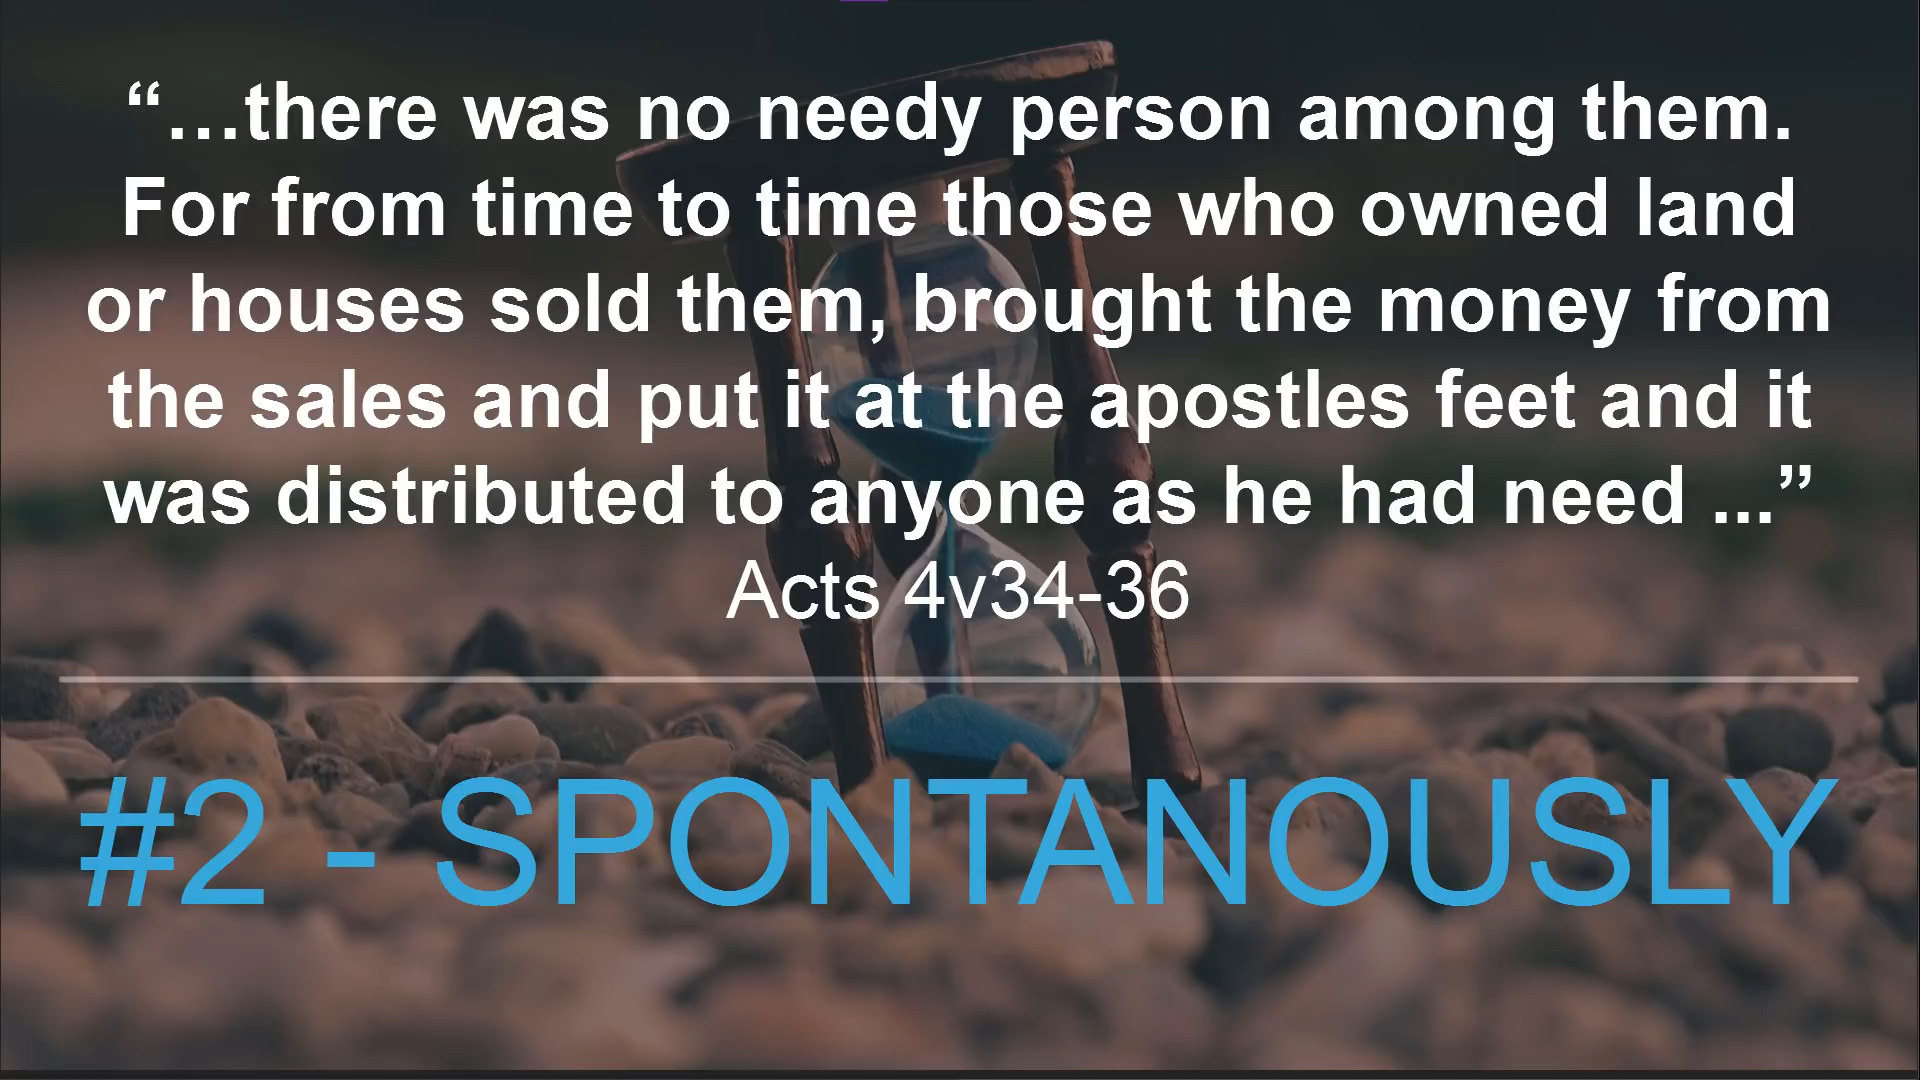 “…there was no needy person among them.
For from time to time those who owned land
or houses sold them, brought the money from
the sales and put it at the apostles feet and it
was distributed to anyone as he had need ...”
Acts 4v34-36
#2 - SPONTANOUSLY